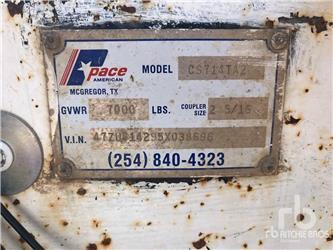 pace
AMERICAN
MCGREGOR, TX
MODEL CS714TA2
GVWR 7000 LBS. COUPLER SIZE 2 5/16
V.I.N.
(254) 840-4323
rb
RITCHIE BROS